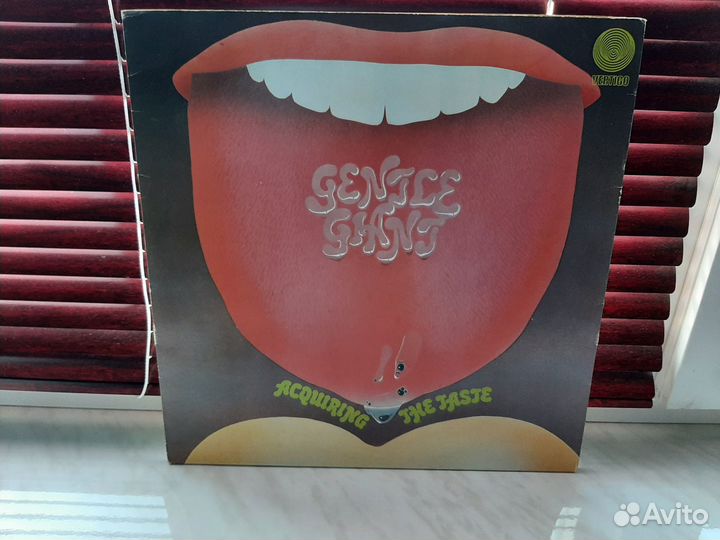 VERTIGO
GENTLE
GIANT
ACQUIRING THE TASTE
Avito